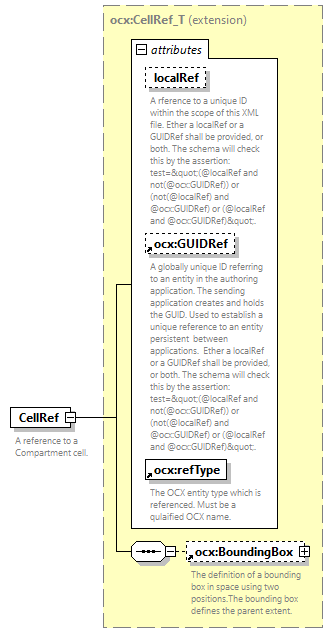 ocx:CellRef_T (extension)
attributes
localRef
A rference to a unique ID
within the scope of this XML
file. Ether a localRef or a
GUIDRef shall be provided, or
both. The schema will check
this by the assertion:
test=&quot;(@localRef and
not(@ocx:GUIDRef)) or
(not(@localRef) and
@ocx:GUIDRef) or (@localRef
and @ocx:GUIDRef)&quot;.
ocx:GUIDRef
A globally unique ID referring
to an entity in the authoring
application. The sending
application creates and holds
the GUID. Used to establish a
unique reference to an entity
persistent between
applications. Ether a localRef
or a GUIDRef shall be provided,
or both. The schema will check
this by the assertion:
test=&quot;(@localRef and
not(@ocx:GUIDRef)) or
(not(@localRef) and
@ocx:GUIDRef) or (@localRef
and @ocx:GUIDRef)&quot;.
CellRef
A reference to a
Compartment cell.
ocx:refType
The OCX entity type which is
referenced. Must be a
qulaified OCX name.
ocx:BoundingBox
The definition of a bounding
box in space using two
positions.The bounding box
defines the parent extent.